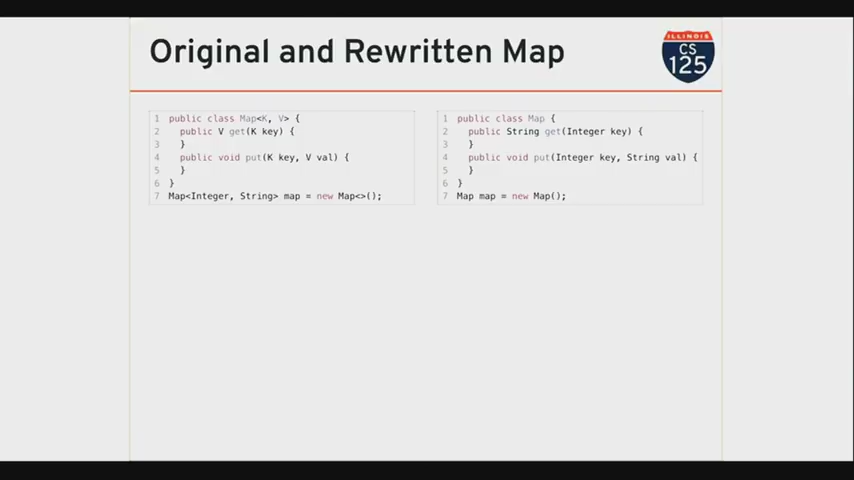 Original and Rewritten Map
ILLINOIS
CS
125
1 public class Map<K, V> {
2 public V get(K key) {
3 }
4 public void put(K key, V val) {
5 }
6 }
7 Map<Integer, String> map = new Map<>();
1 public class Map {
2 public String get(Integer key) {
3 }
4 public void put(Integer key, String val) {
5 }
6 }
7 Map map = new Map();